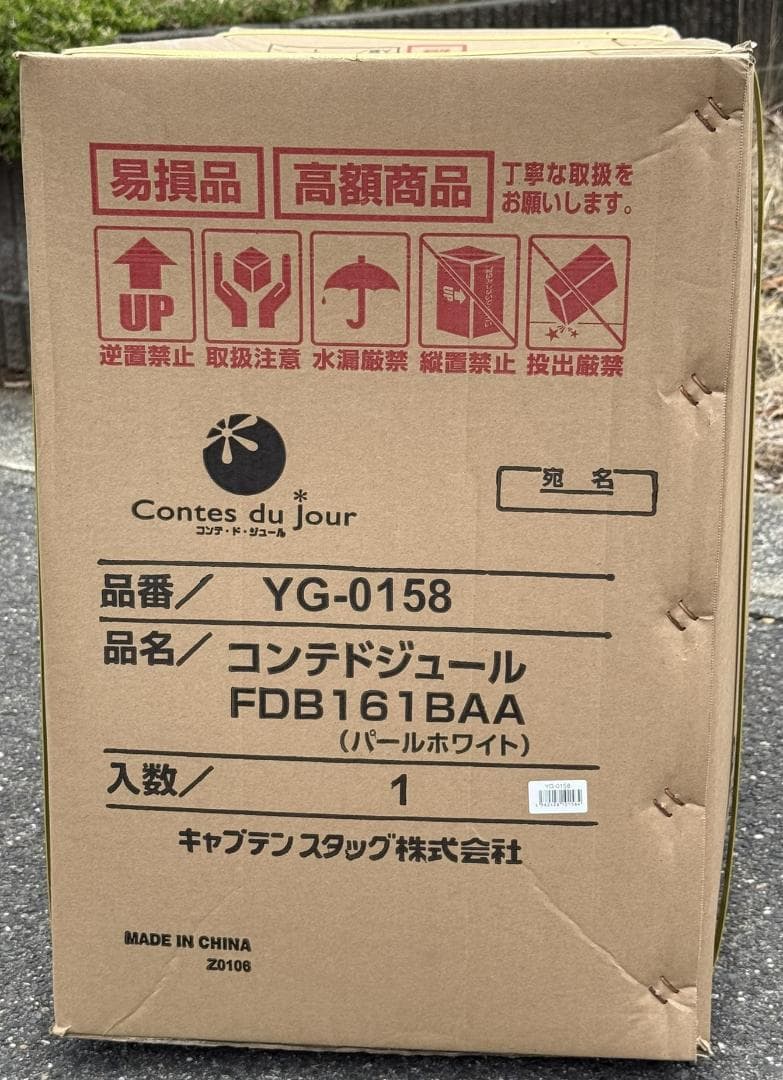 易損品 高額商品 丁寧な取扱を
お願いします。
UP
逆置禁止 取扱注意 水漏厳禁 縦置禁止 投出厳禁
Contes du Jour
コンテ・ド・ジュール
宛名
品番/ YG-0158
品名/ コンテドジュール
FDB161BAA
(パールホワイト)
入数/ 1
YG-0158
キャプテンスタッグ株式会社
MADE IN CHINA
Z0106